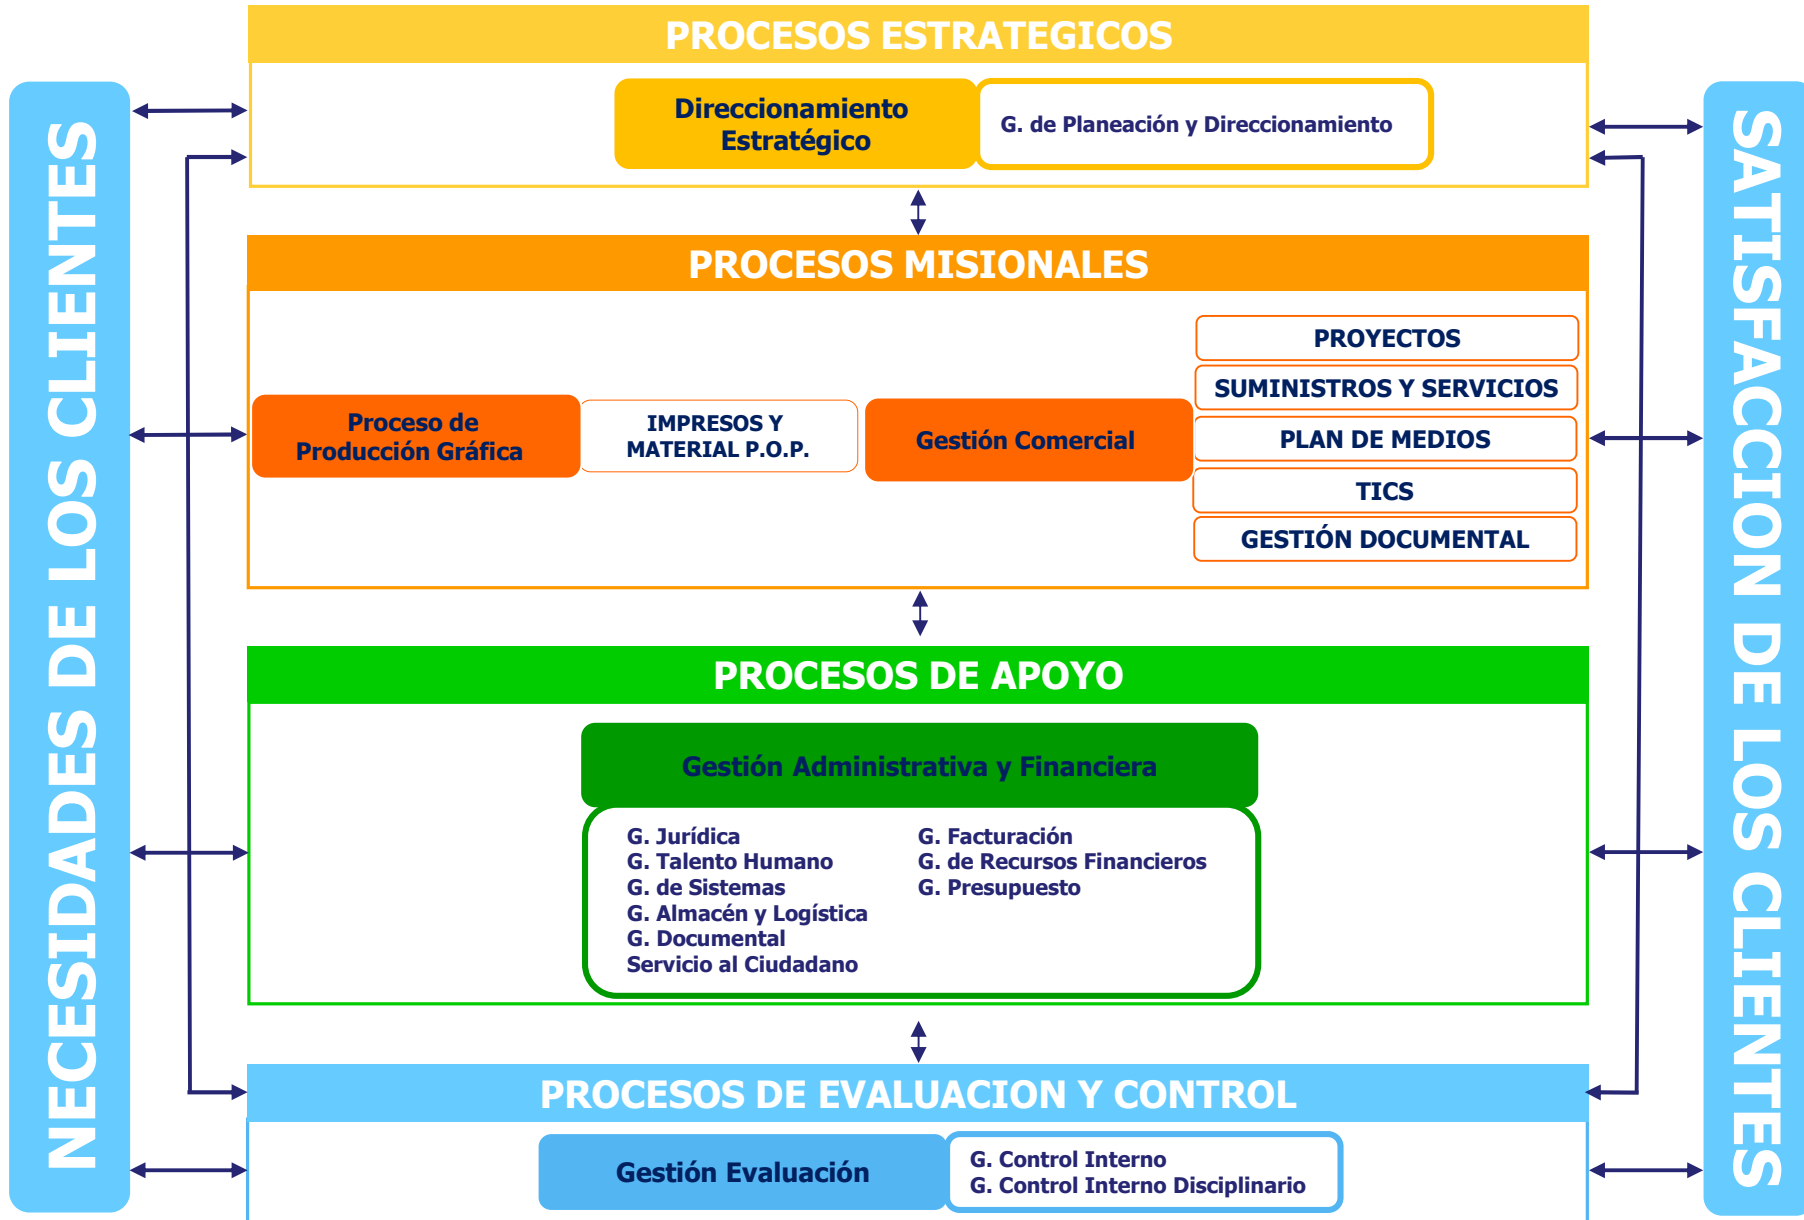 PROCESOS ESTRATEGICOS
Direccionamiento
Estratégico
G. de Planeación y Direccionamiento
NECESIDADES DE LOS CLIENTES
SATISFACCION DE LOS CLIENTES
PROCESOS MISIONALES
Proceso de
Producción Gráfica
IMPRESOS Y
MATERIAL P.O.P.
Gestión Comercial
PROYECTOS
SUMINISTROS Y SERVICIOS
PLAN DE MEDIOS
TICS
GESTIÓN DOCUMENTAL
PROCESOS DE APOYO
Gestión Administrativa y Financiera
G. Jurídica
G. Talento Humano
G. de Sistemas
G. Almacén y Logística
G. Documental
Servicio al Ciudadano
G. Facturación
G. de Recursos Financieros
G. Presupuesto
PROCESOS DE EVALUACION Y CONTROL
Gestión Evaluación
G. Control Interno
G. Control Interno Disciplinario